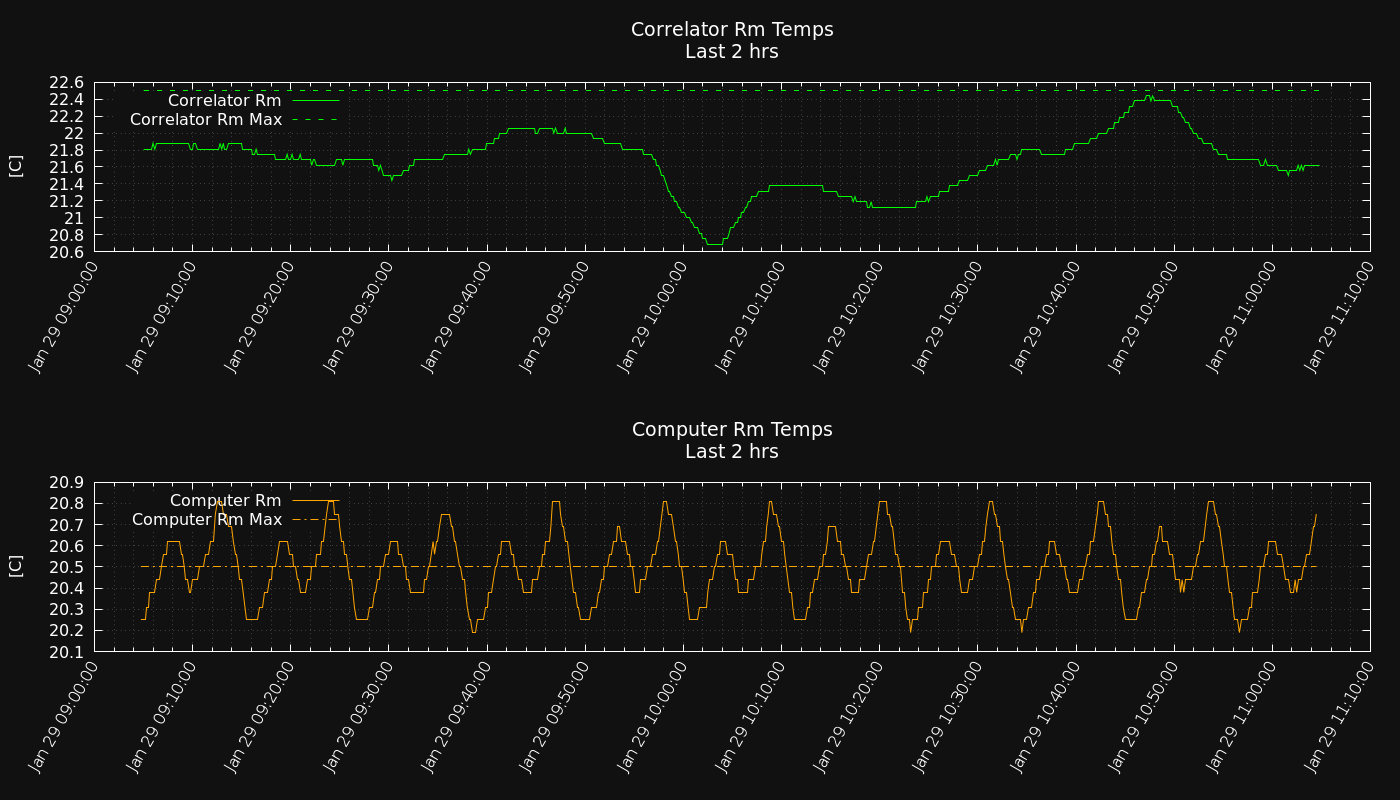 Correlator Rm Temps
Last 2 hrs
22.6
22.4
22.2
22
21.8
21.6
21.4
21.2
21
20.8
20.6
[C]
Correlator Rm
Correlator Rm Max
Jan 29 09:00:00
Jan 29 09:10:00
Jan 29 09:20:00
Jan 29 09:30:00
Jan 29 09:40:00
Jan 29 09:50:00
Jan 29 10:00:00
Jan 29 10:10:00
Jan 29 10:20:00
Jan 29 10:30:00
Jan 29 10:40:00
Jan 29 10:50:00
Jan 29 11:00:00
Jan 29 11:10:00
Computer Rm Temps
Last 2 hrs
20.9
20.8
20.7
20.6
20.5
20.4
20.3
20.2
20.1
[C]
Computer Rm
Computer Rm Max
Jan 29 09:00:00
Jan 29 09:10:00
Jan 29 09:20:00
Jan 29 09:30:00
Jan 29 09:40:00
Jan 29 09:50:00
Jan 29 10:00:00
Jan 29 10:10:00
Jan 29 10:20:00
Jan 29 10:30:00
Jan 29 10:40:00
Jan 29 10:50:00
Jan 29 11:00:00
Jan 29 11:10:00